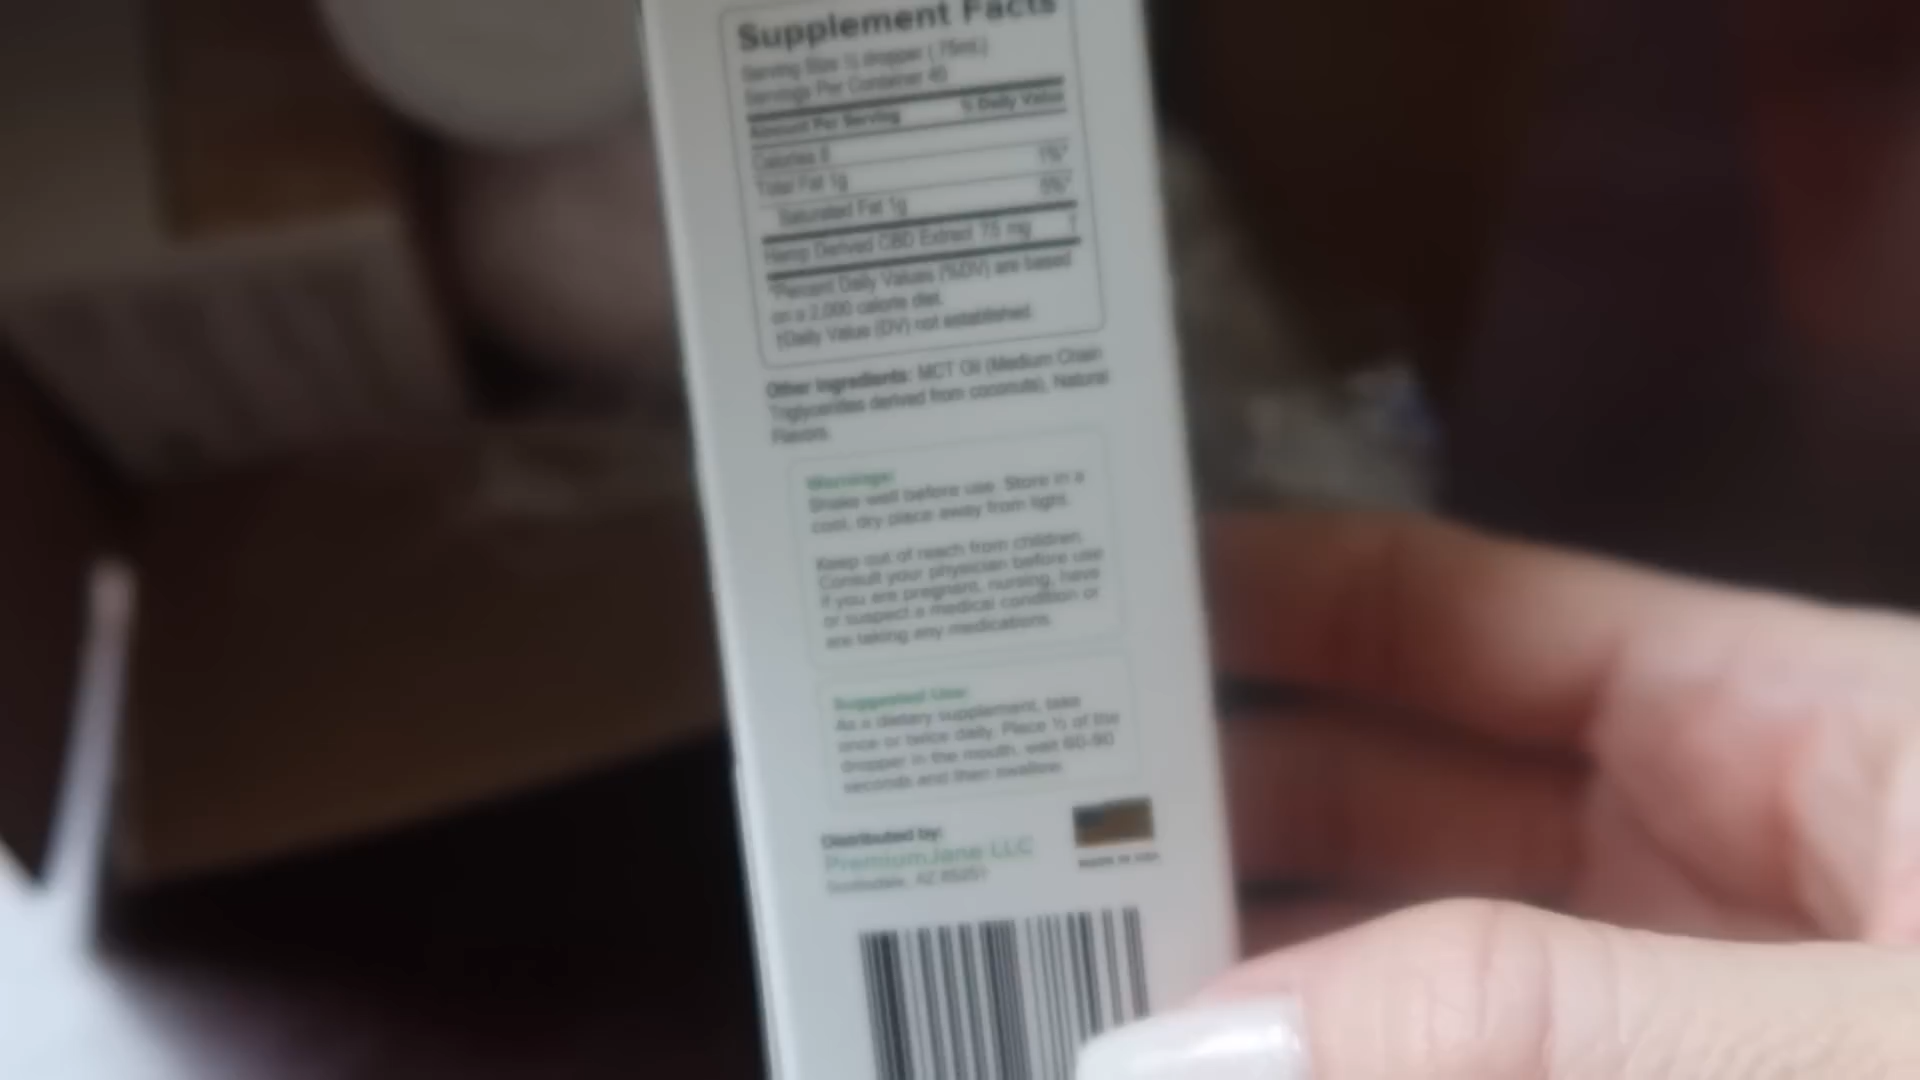 Supplement Facts
Serving Size ½ dropper (.75mL)
Servings Per Container 40
Amount Per Serving % Daily Value
Calories 8
Total Fat 1g 1%*
Saturated Fat 1g 5%*
Hemp Derived CBD Extract 75 mg †
*Percent Daily Values (%DV) are based
on a 2,000 calorie diet.
†Daily Value (DV) not established.
Other Ingredients: MCT Oil (Medium Chain
Triglycerides derived from coconuts), Natural
Flavors.
Warnings:
Shake well before use. Store in a
cool, dry place away from light.
Keep out of reach from children.
Consult your physician before use
if you are pregnant, nursing, have
or suspect a medical condition or
are taking any medications.
Suggested Use:
As a dietary supplement, take
once or twice daily. Place ½ of the
dropper in the mouth, wait 60-90
seconds and then swallow.
Distributed by:
PremiumJane LLC
Scottsdale, AZ
MADE IN USA